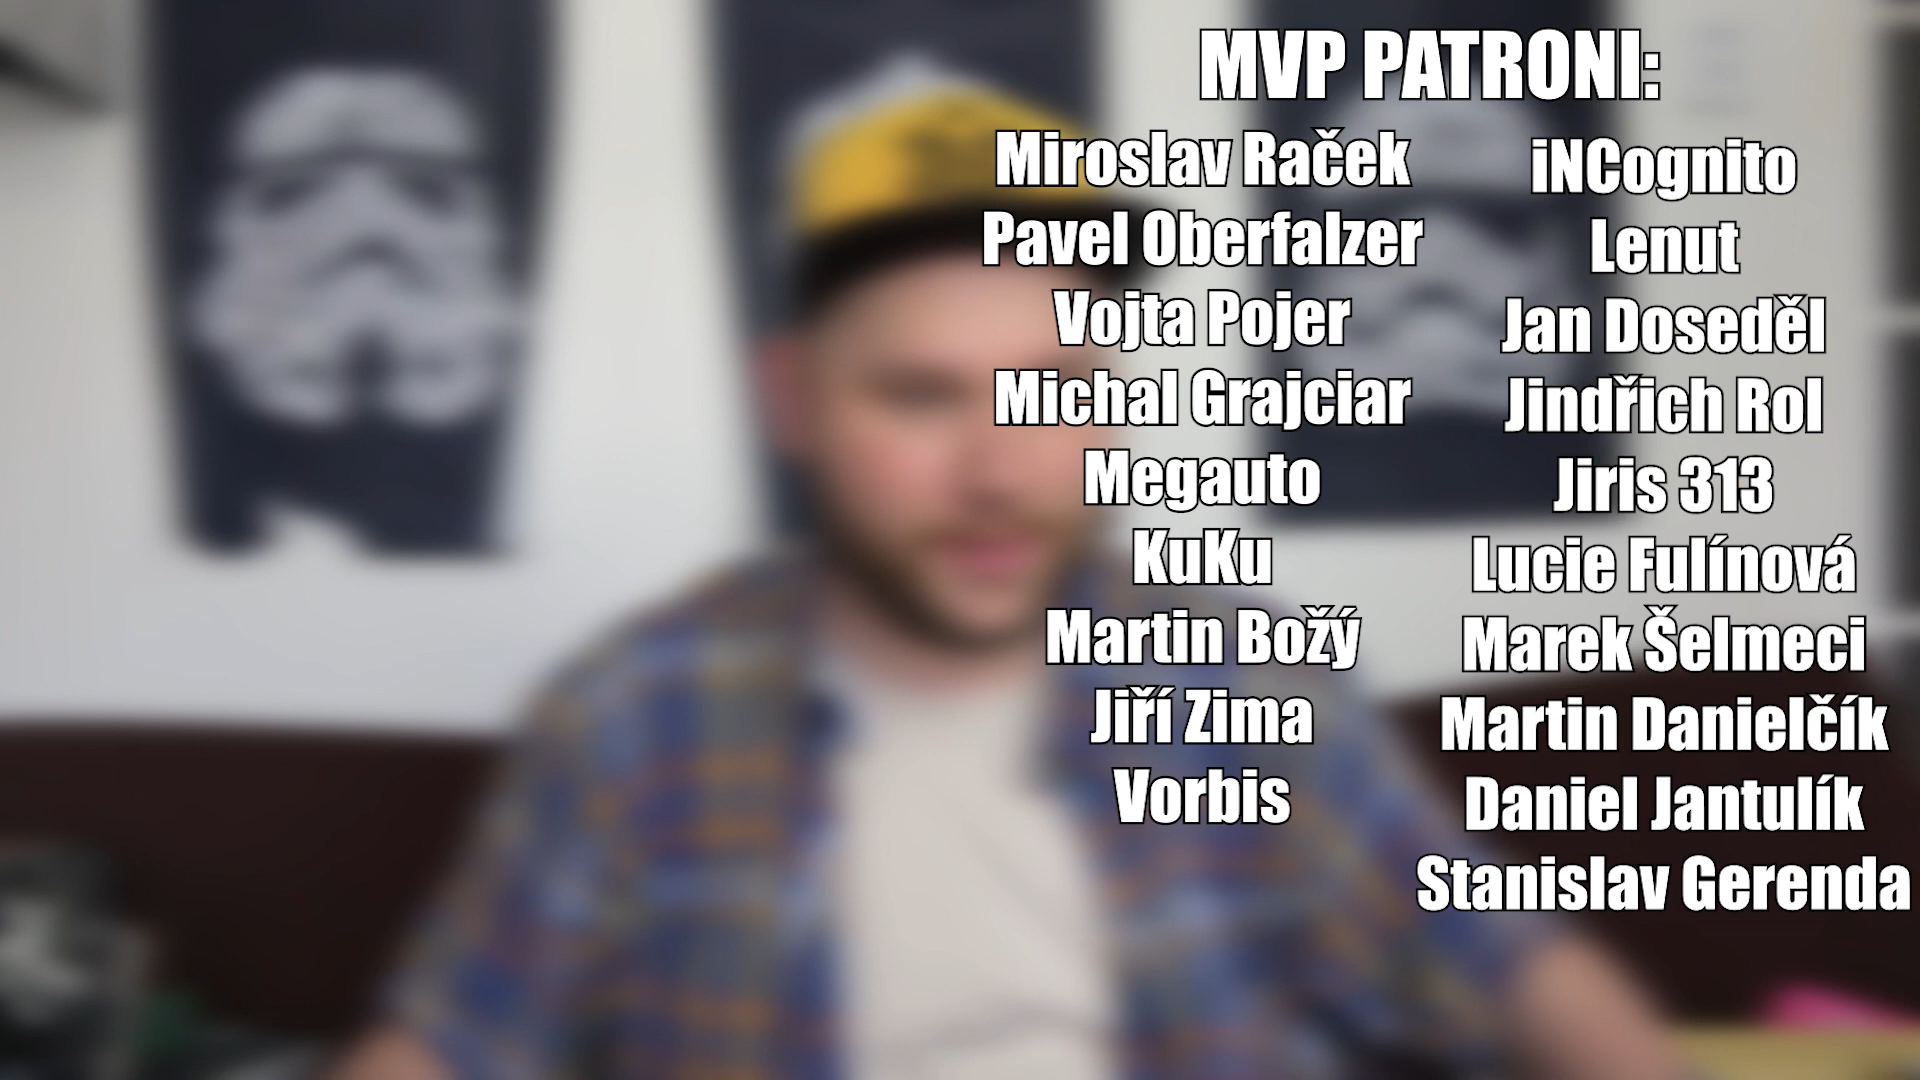 MVP PATRONI:
Miroslav Raček
Pavel Oberfalzer
Vojta Pojer
Michal Grajciar
Megauto
KuKu
Martin Božý
Jiří Zima
Vorbis
iNCognito
Lenut
Jan Doseděl
Jindřich Rol
Jiris 313
Lucie Fulínová
Marek Šelmeci
Martin Danielčík
Daniel Jantulík
Stanislav Gerenda